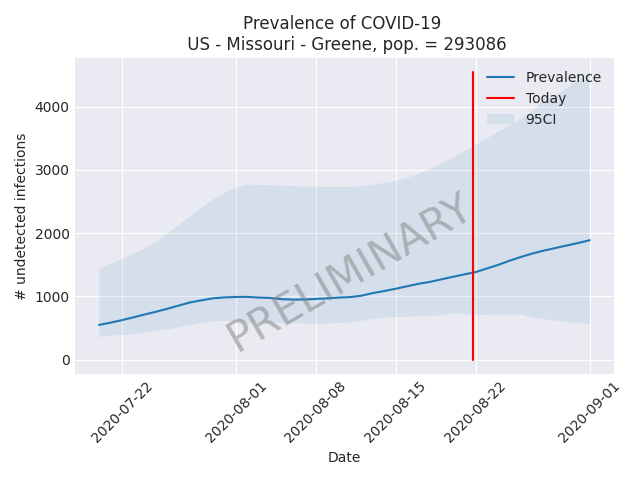 Prevalence of COVID-19
US - Missouri - Greene, pop. = 293086
Prevalence
Today
95CI
4000
3000
2000
1000
0
# undetected infections
PRELIMINARY
2020-07-22
2020-08-01
2020-08-08
2020-08-15
2020-08-22
2020-09-01
Date